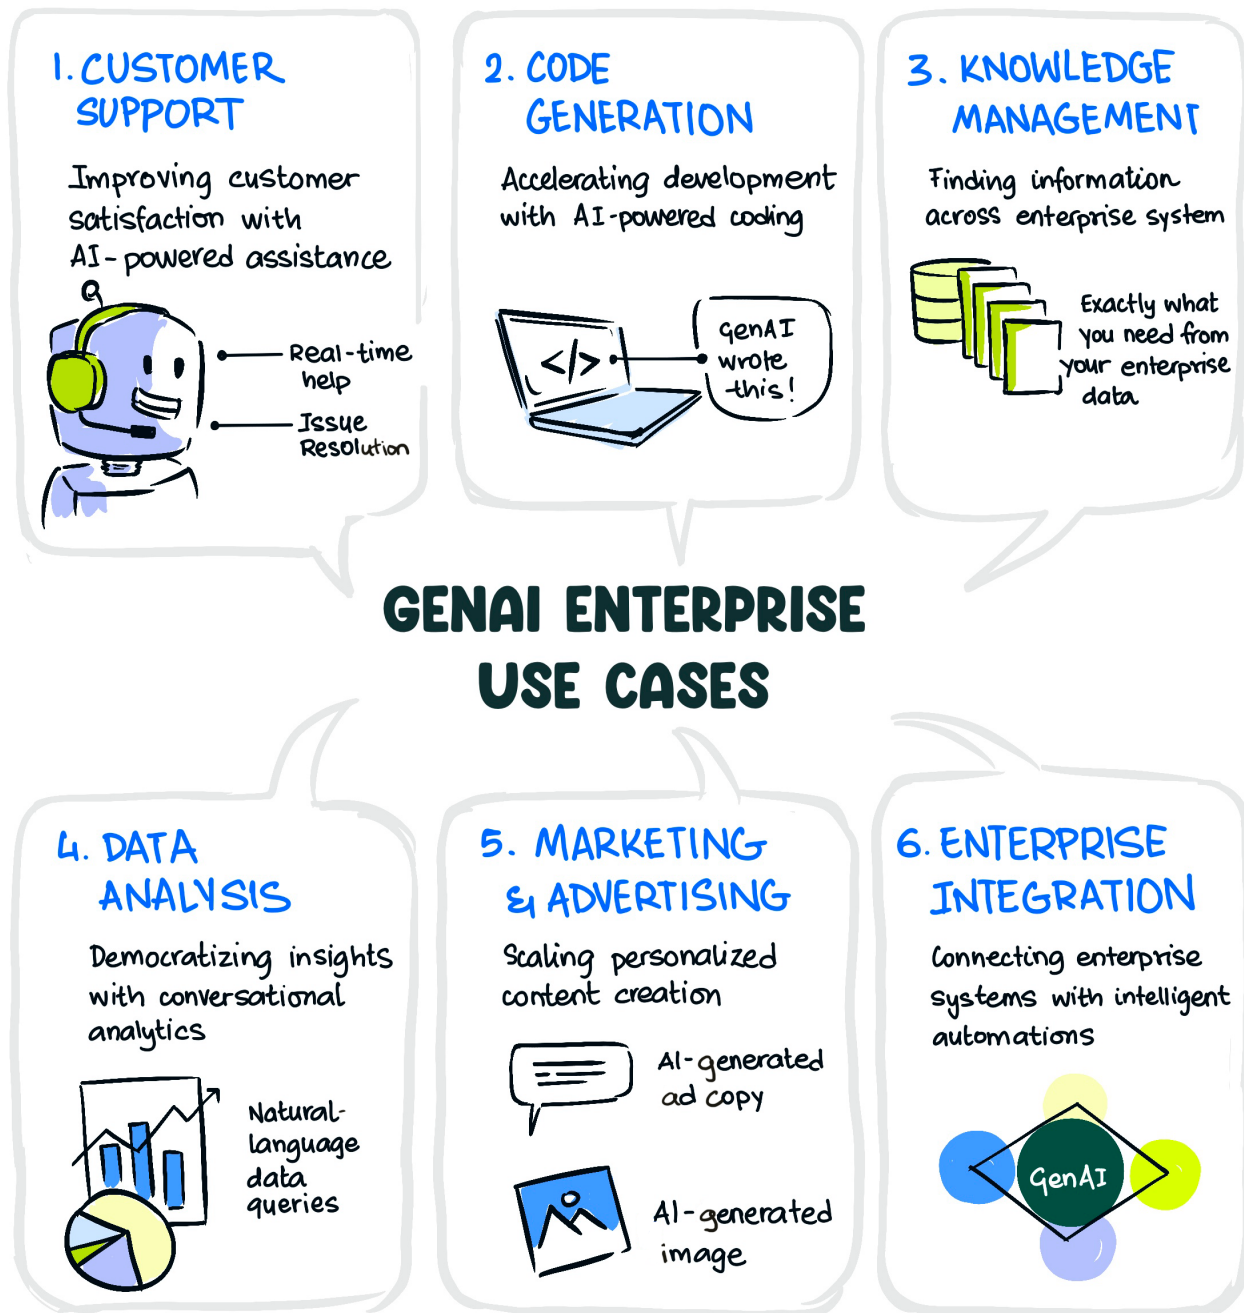 1. CUSTOMER
SUPPORT
Improving customer
satisfaction with
AI-powered assistance
Real-time
help
Issue
Resolution
2. CODE
GENERATION
Accelerating development
with AI-powered coding
</>
GenAI
wrote
this!
3. KNOWLEDGE
MANAGEMENT
Finding information
across enterprise system
Exactly what
you need from
your enterprise
data
GENAI ENTERPRISE
USE CASES
4. DATA
ANALYSIS
Democratizing insights
with conversational
analytics
Natural-
language
data
queries
5. MARKETING
& ADVERTISING
Scaling personalized
content creation
AI-generated
ad copy
AI-generated
image
6. ENTERPRISE
INTEGRATION
Connecting enterprise
systems with intelligent
automations
GenAI